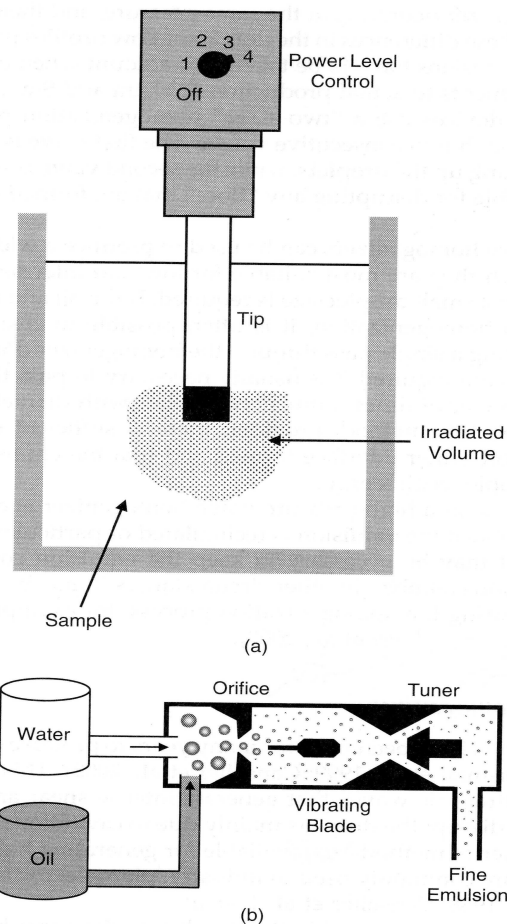 2
3
1
4
Off
Power Level
Control
Tip
Irradiated
Volume
Sample
(a)
Orifice
Tuner
Water
Vibrating
Blade
Oil
Fine
Emulsion
(b)